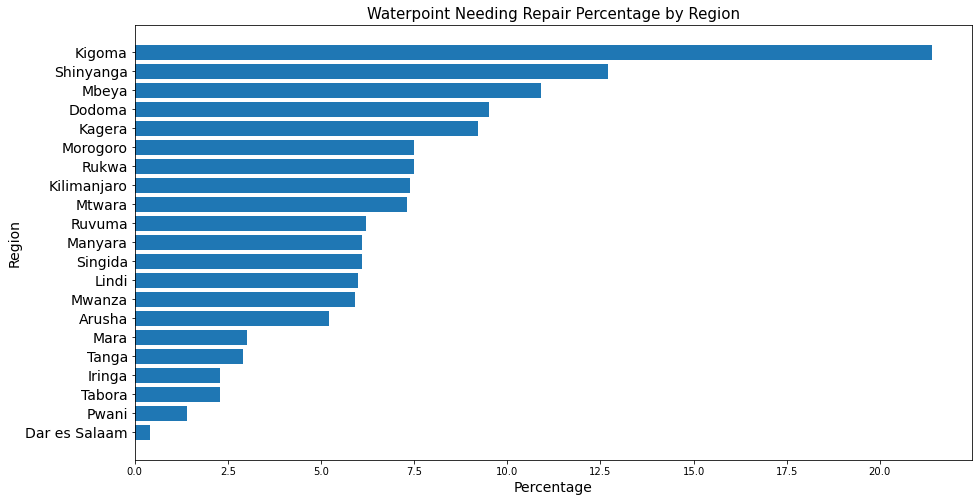 Waterpoint Needing Repair Percentage by Region
Kigoma
Shinyanga
Mbeya
Dodoma
Kagera
Morogoro
Rukwa
Kilimanjaro
Mtwara
Ruvuma
Manyara
Singida
Lindi
Mwanza
Arusha
Mara
Tanga
Iringa
Tabora
Pwani
Dar es Salaam
Region
0.0 2.5 5.0 7.5 10.0 12.5 15.0 17.5 20.0
Percentage